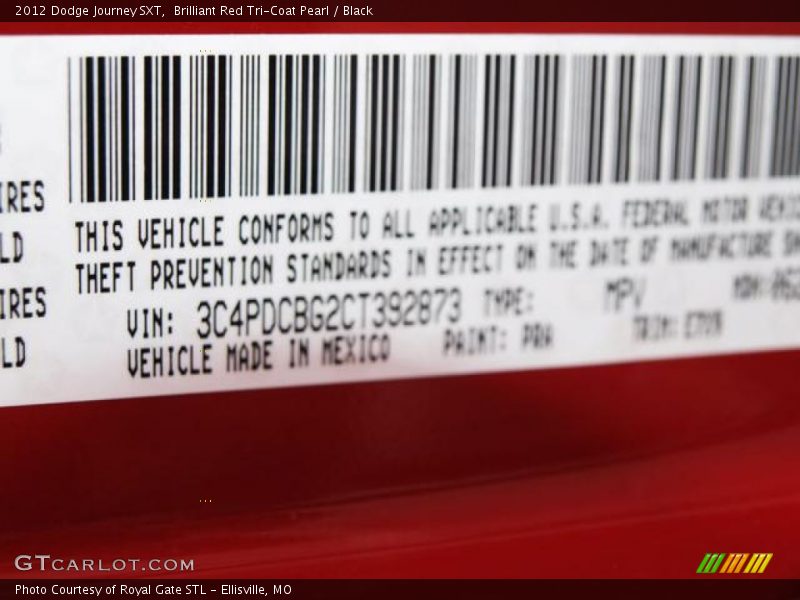 2012 Dodge Journey SXT,  Brilliant Red Tri-Coat Pearl / Black
IRES
LD
IRES
LD
THIS VEHICLE CONFORMS TO ALL APPLICABLE U.S.A. FEDERAL MOTOR
THEFT PREVENTION STANDARDS IN EFFECT ON THE DATE OF MANUFACTURE
VIN: 3C4PDCBG2CT392873 TYPE: MPV
VEHICLE MADE IN MEXICO PAINT: TRIM:
GTCARLOT.COM
Photo Courtesy of Royal Gate STL - Ellisville, MO